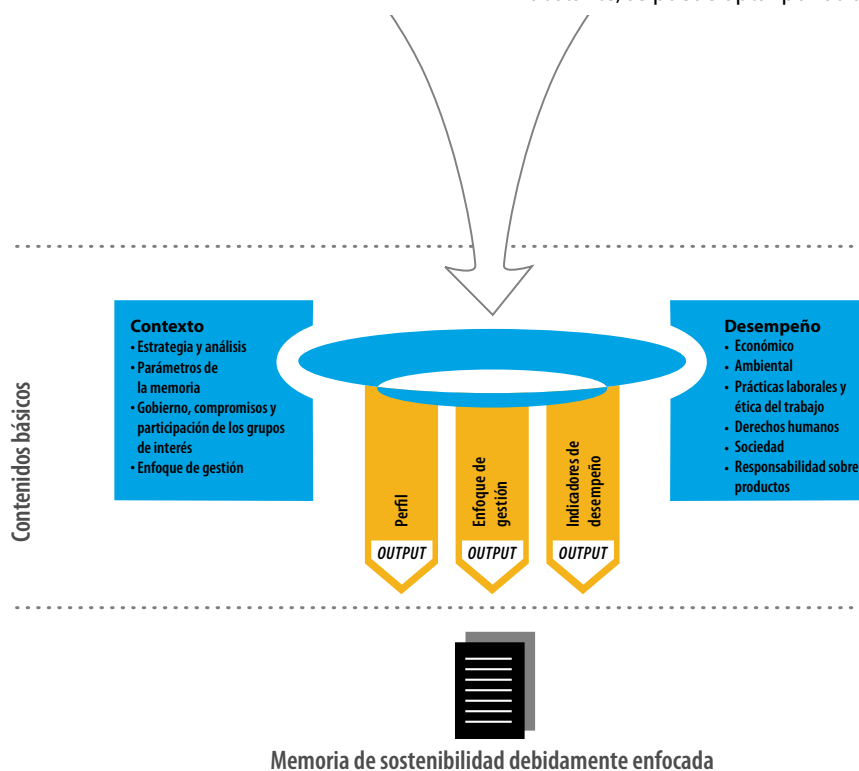 Contexto
• Estrategia y análisis
• Parámetros de
la memoria
• Gobierno, compromisos y
participación de los grupos
de interés
• Enfoque de gestión
Desempeño
• Económico
• Ambiental
• Prácticas laborales y
ética del trabajo
• Derechos humanos
• Sociedad
• Responsabilidad sobre
productos
Contenidos básicos
Perfil
OUTPUT
Enfoque de
gestión
OUTPUT
Indicadores de
desempeño
OUTPUT
Memoria de sostenibilidad debidamente enfocada